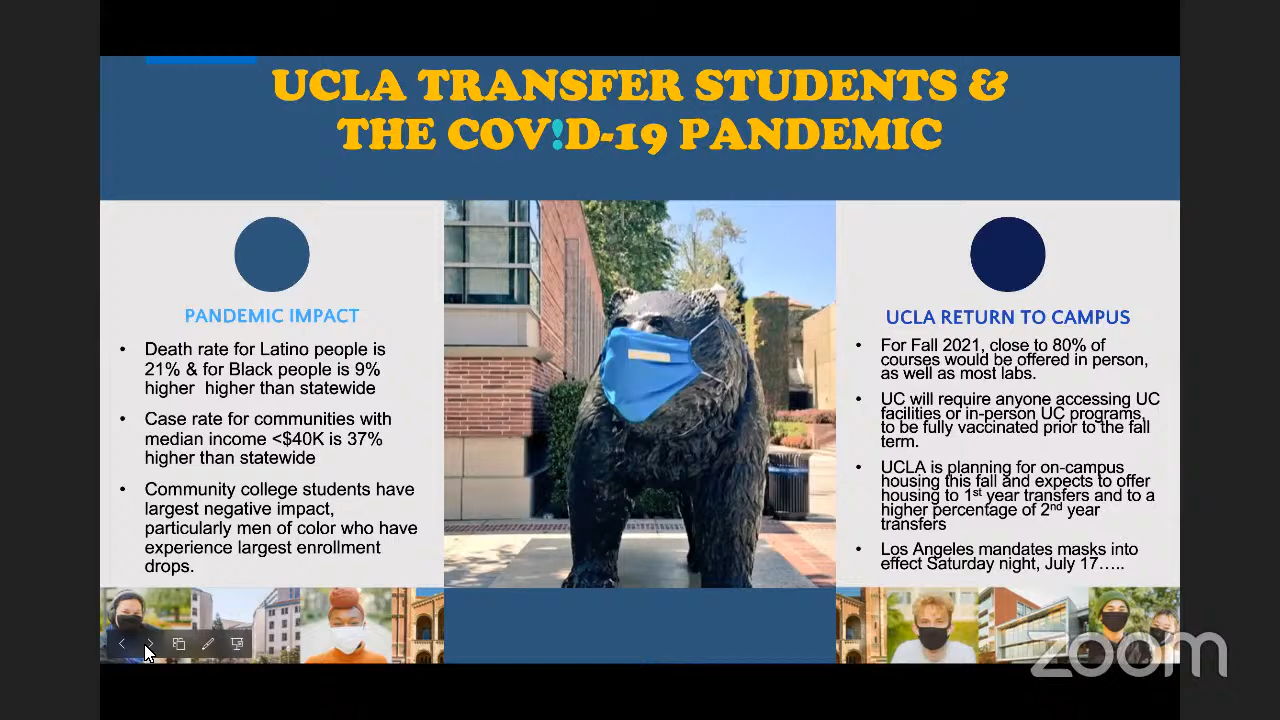 UCLA TRANSFER STUDENTS &
THE COV!D-19 PANDEMIC
PANDEMIC IMPACT
• Death rate for Latino people is
21% & for Black people is 9%
higher higher than statewide
• Case rate for communities with
median income <$40K is 37%
higher than statewide
• Community college students have
largest negative impact,
particularly men of color who have
experience largest enrollment
drops.
UCLA RETURN TO CAMPUS
• For Fall 2021, close to 80% of
courses would be offered in person,
as well as most labs.
• UC will require anyone accessing UC
facilities or in-person UC programs,
to be fully vaccinated prior to the fall
term.
• UCLA is planning for on-campus
housing this fall and expects to offer
housing to 1st year transfers and to a
higher percentage of 2nd year
transfers
• Los Angeles mandates masks into
effect Saturday night, July 17…..
zoom